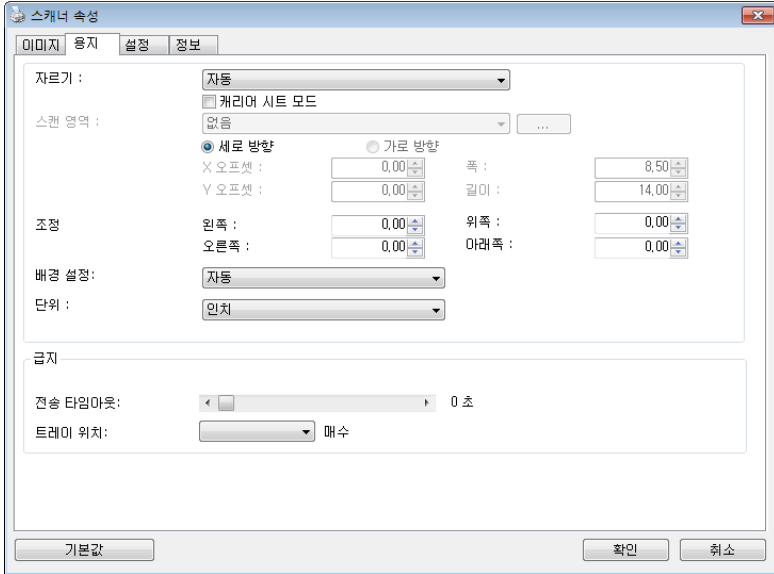 스캐너 속성
이미지 용지 설정 정보
자르기 : 자동
캐리어 시트 모드
스캔 영역 : 없음 ...
세로 방향 가로 방향
X 오프셋 : 0,00 폭 : 8,50
Y 오프셋 : 0,00 길이 : 14,00
조정 왼쪽 : 0,00 위쪽 : 0,00
오른쪽 : 0,00 아래쪽 : 0,00
배경 설정: 자동
단위 : 인치
급지
전송 타임아웃: 0 초
트레이 위치: 매수
기본값 확인 취소